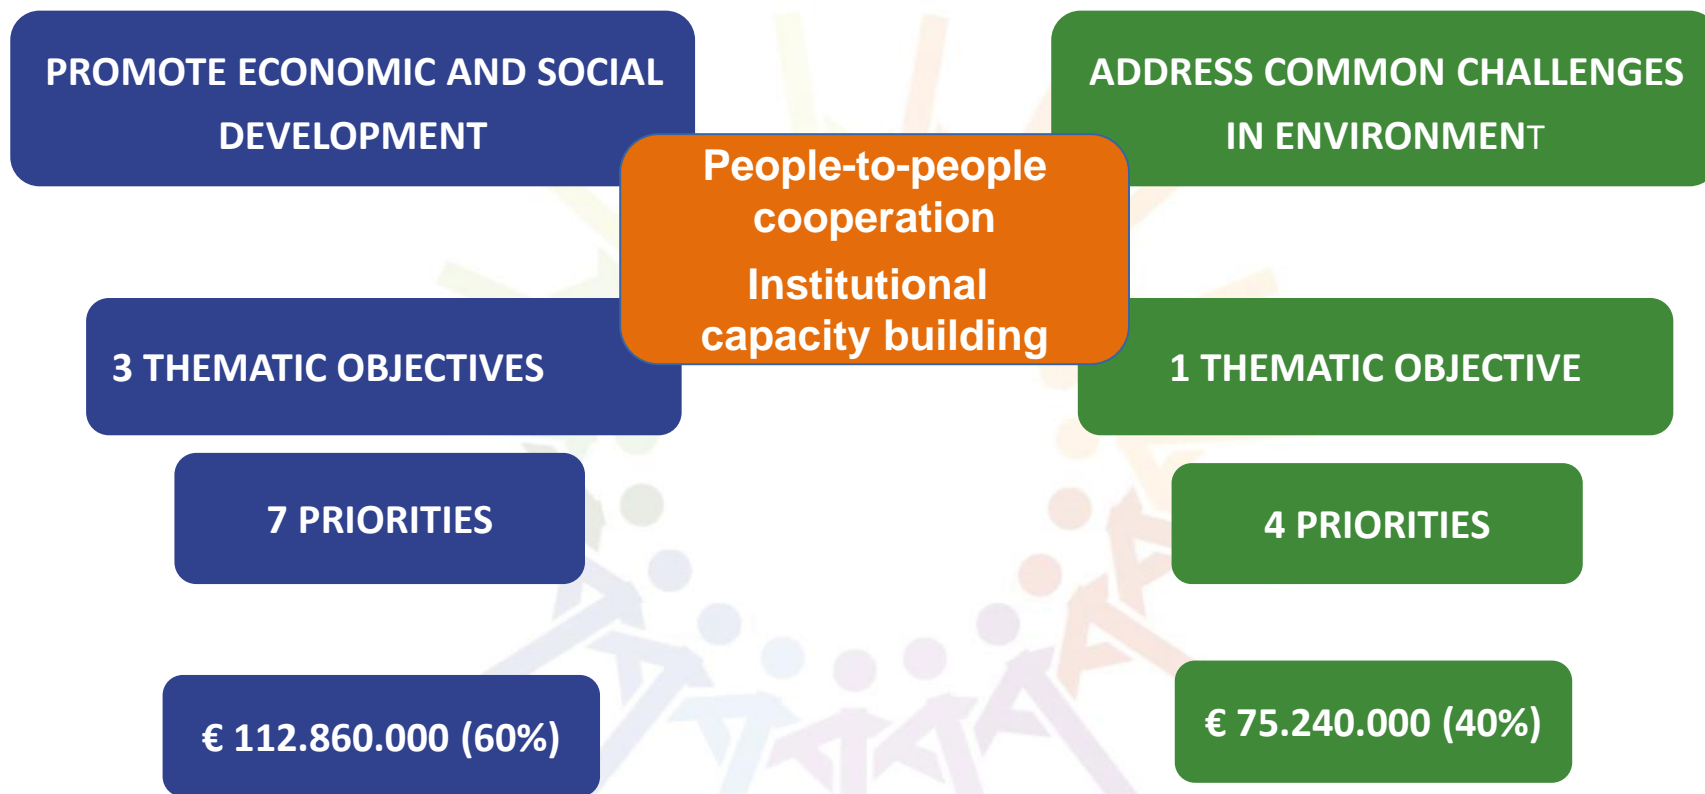 PROMOTE ECONOMIC AND SOCIAL
DEVELOPMENT
ADDRESS COMMON CHALLENGES
IN ENVIRONMENT
People-to-people
cooperation
Institutional
capacity building
3 THEMATIC OBJECTIVES
1 THEMATIC OBJECTIVE
7 PRIORITIES
4 PRIORITIES
€ 112.860.000 (60%)
€ 75.240.000 (40%)